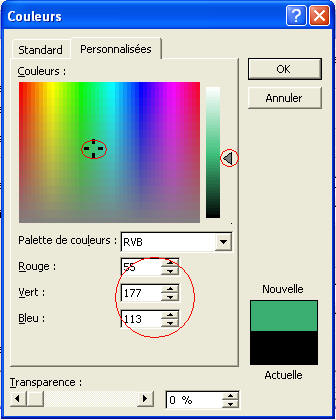 Couleurs
Standard
Personnalisées
OK
Annuler
Couleurs :
Palette de couleurs :
RVB
Rouge :
55
Vert :
177
Bleu :
113
Nouvelle
Actuelle
Transparence :
0 %